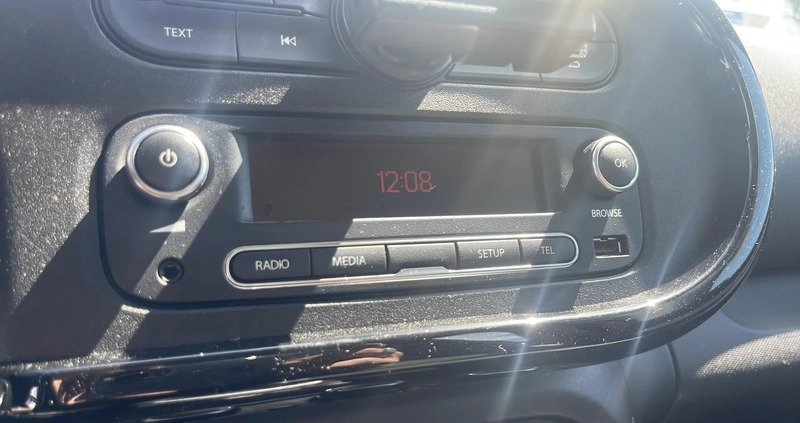 TEXT
12:08
OK
BROWSE
RADIO MEDIA SETUP TEL